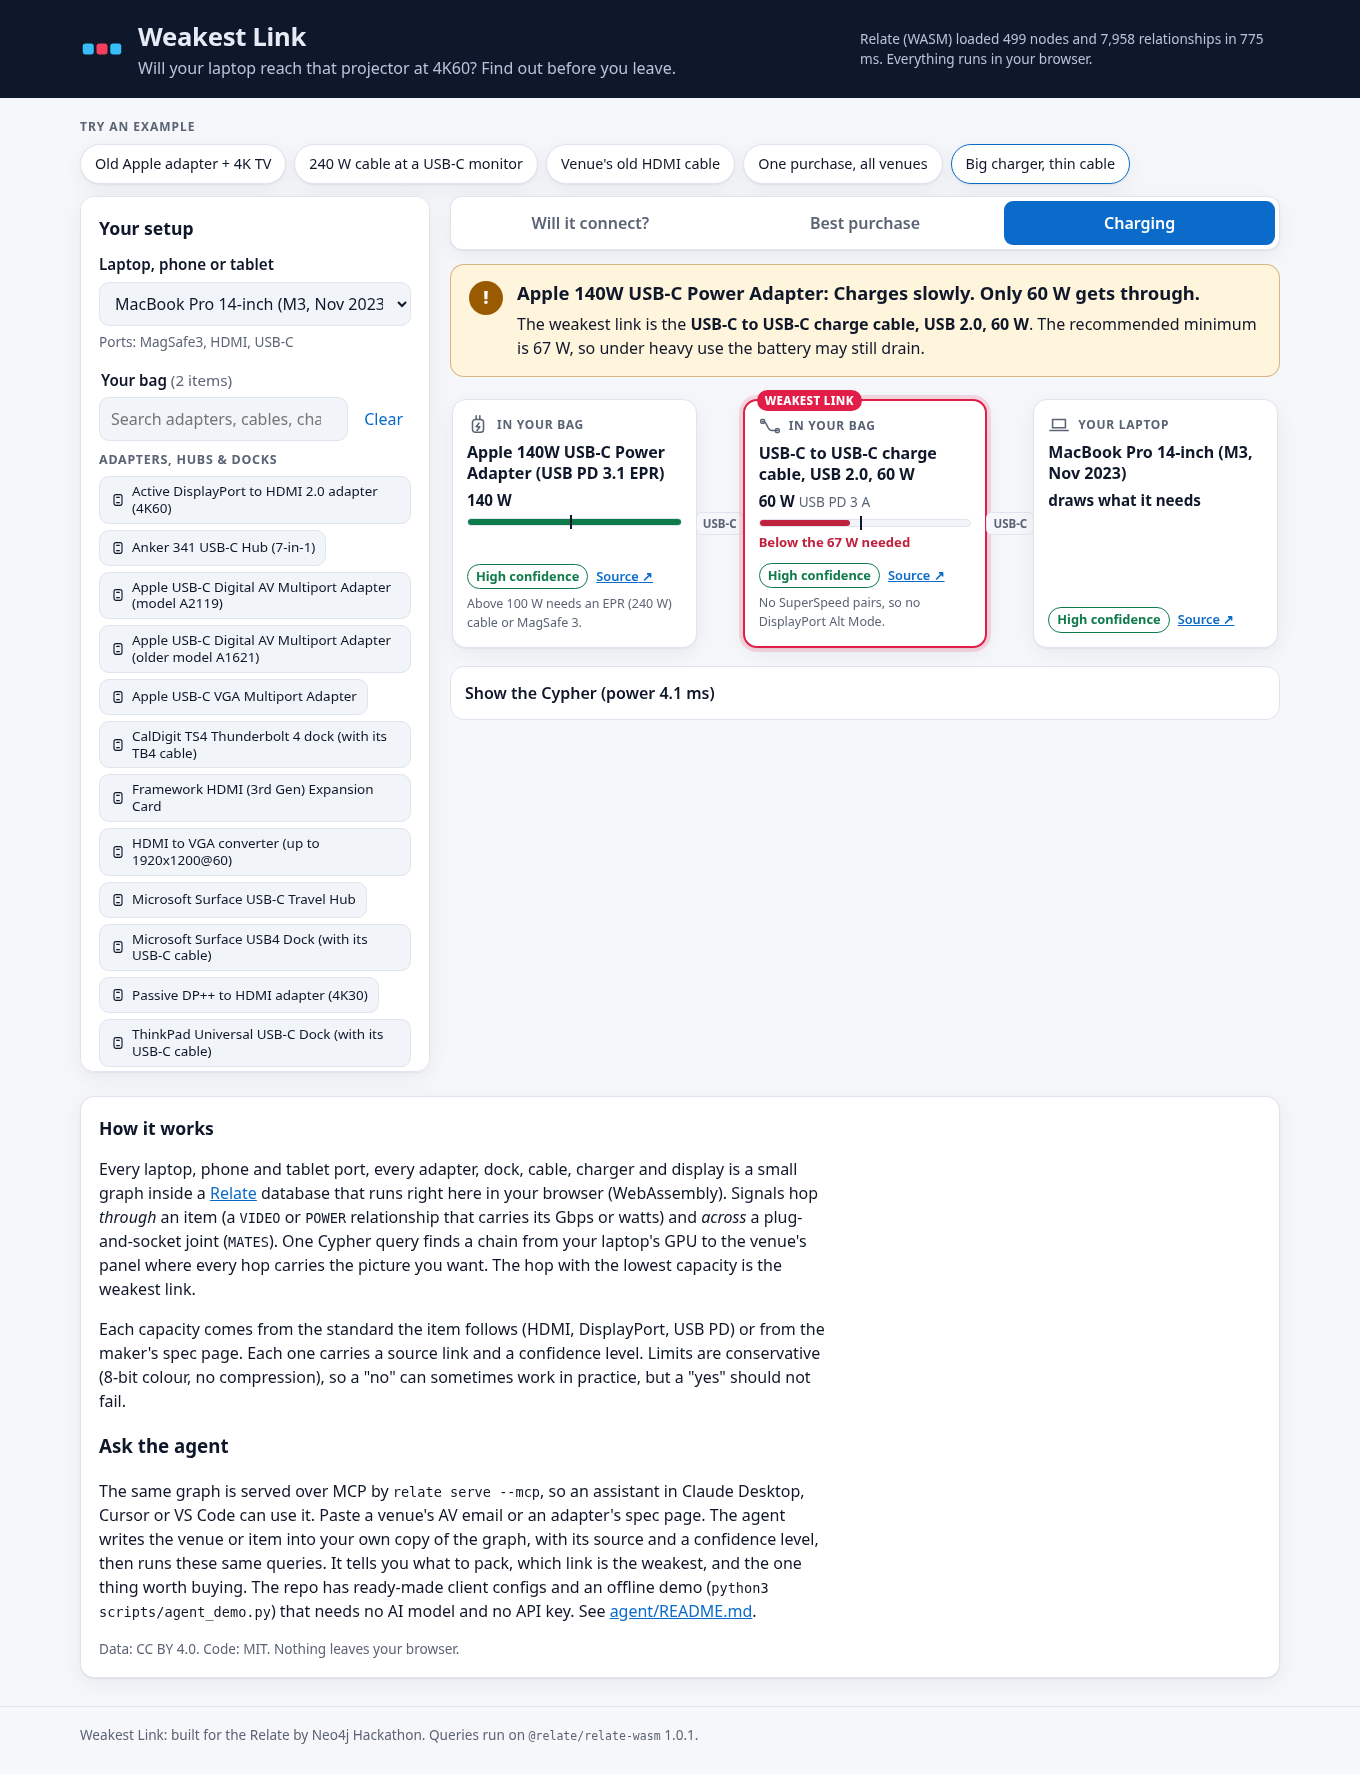 Weakest Link
Will your laptop reach that projector at 4K60? Find out before you leave.
Relate (WASM) loaded 499 nodes and 7,958 relationships in 775
ms. Everything runs in your browser.
TRY AN EXAMPLE
Old Apple adapter + 4K TV
240 W cable at a USB-C monitor
Venue's old HDMI cable
One purchase, all venues
Big charger, thin cable
Your setup
Laptop, phone or tablet
MacBook Pro 14-inch (M3, Nov 2023
Ports: MagSafe3, HDMI, USB-C
Your bag (2 items)
Search adapters, cables, cha
Clear
ADAPTERS, HUBS & DOCKS
Active DisplayPort to HDMI 2.0 adapter
(4K60)
Anker 341 USB-C Hub (7-in-1)
Apple USB-C Digital AV Multiport Adapter
(model A2119)
Apple USB-C Digital AV Multiport Adapter
(older model A1621)
Apple USB-C VGA Multiport Adapter
CalDigit TS4 Thunderbolt 4 dock (with its
TB4 cable)
Framework HDMI (3rd Gen) Expansion
Card
HDMI to VGA converter (up to
1920x1200@60)
Microsoft Surface USB-C Travel Hub
Microsoft Surface USB4 Dock (with its
USB-C cable)
Passive DP++ to HDMI adapter (4K30)
ThinkPad Universal USB-C Dock (with its
USB-C cable)
Will it connect?
Best purchase
Charging
!
Apple 140W USB-C Power Adapter: Charges slowly. Only 60 W gets through.
The weakest link is the USB-C to USB-C charge cable, USB 2.0, 60 W. The recommended minimum
is 67 W, so under heavy use the battery may still drain.
IN YOUR BAG
Apple 140W USB-C Power
Adapter (USB PD 3.1 EPR)
140 W
High confidence
Source ↗
Above 100 W needs an EPR (240 W)
cable or MagSafe 3.
USB-C
WEAKEST LINK
IN YOUR BAG
USB-C to USB-C charge
cable, USB 2.0, 60 W
60 W USB PD 3 A
Below the 67 W needed
High confidence
Source ↗
No SuperSpeed pairs, so no
DisplayPort Alt Mode.
USB-C
YOUR LAPTOP
MacBook Pro 14-inch (M3,
Nov 2023)
draws what it needs
High confidence
Source ↗
Show the Cypher (power 4.1 ms)
How it works
Every laptop, phone and tablet port, every adapter, dock, cable, charger and display is a small
graph inside a Relate database that runs right here in your browser (WebAssembly). Signals hop
through an item (a VIDEO or POWER relationship that carries its Gbps or watts) and across a plug-
and-socket joint (MATES). One Cypher query finds a chain from your laptop's GPU to the venue's
panel where every hop carries the picture you want. The hop with the lowest capacity is the
weakest link.
Each capacity comes from the standard the item follows (HDMI, DisplayPort, USB PD) or from the
maker's spec page. Each one carries a source link and a confidence level. Limits are conservative
(8-bit colour, no compression), so a "no" can sometimes work in practice, but a "yes" should not
fail.
Ask the agent
The same graph is served over MCP by relate serve --mcp, so an assistant in Claude Desktop,
Cursor or VS Code can use it. Paste a venue's AV email or an adapter's spec page. The agent
writes the venue or item into your own copy of the graph, with its source and a confidence level,
then runs these same queries. It tells you what to pack, which link is the weakest, and the one
thing worth buying. The repo has ready-made client configs and an offline demo (python3
scripts/agent_demo.py) that needs no AI model and no API key. See agent/README.md.
Data: CC BY 4.0. Code: MIT. Nothing leaves your browser.
Weakest Link: built for the Relate by Neo4j Hackathon. Queries run on @relate/relate-wasm 1.0.1.